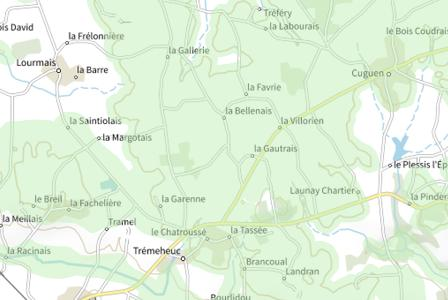 Tréféry
la Labourais
ois David
la Frélonnière
le Bois Coudrais
la Gallerie
Lourmais
la Barre
Cuguen
la Favrie
la Bellenais
la Saintiolais
la Villorien
la Margotais
la Gautrais
le Plessis l'Ép
Launay Chartier
le Breil
la Fachelière
la Garenne
la Pinder
la Meillais
Tramel
le Chatroussé
la Tassée
la Racinais
Trémeheuc
Brancoual
Landran
Bourlidou